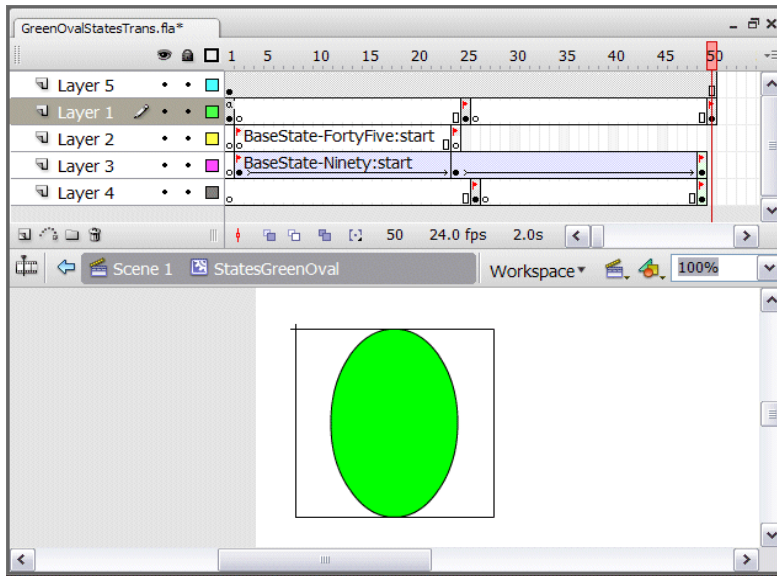 GreenOvalStatesTrans.fla*
1 5 10 15 20 25 30 35 40 45 50
Layer 5
Layer 1
a
Layer 2
BaseState-FortyFive:start
Layer 3
BaseState-Ninety:start
Layer 4
50 24.0 fps 2.0s
Scene 1 StatesGreenOval Workspace 100%